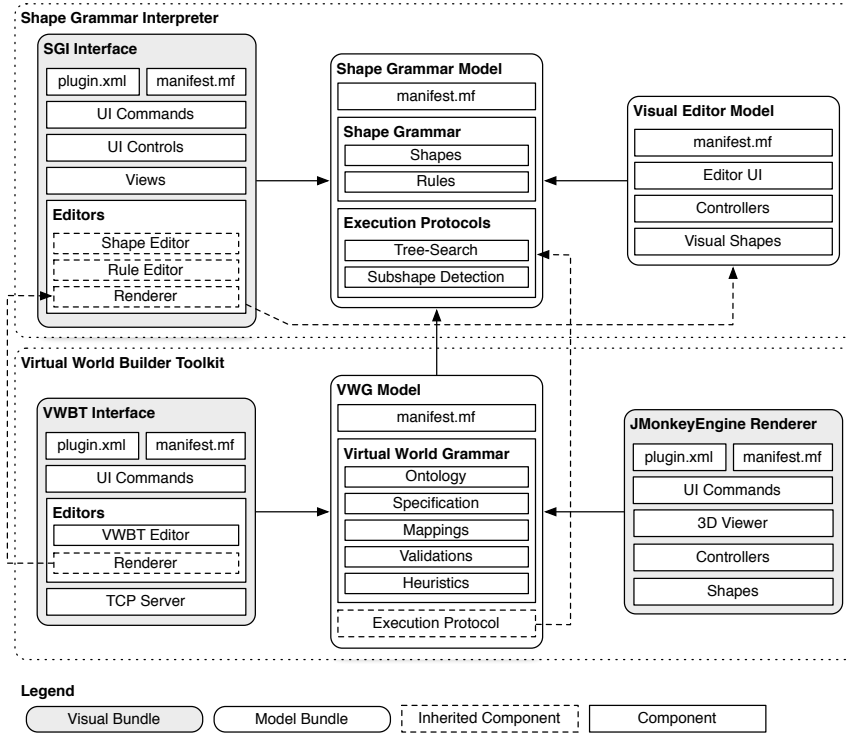 Shape Grammar Interpreter
SGI Interface
plugin.xml manifest.mf
UI Commands
UI Controls
Views
Editors
Shape Editor
Rule Editor
Renderer
Shape Grammar Model
manifest.mf
Shape Grammar
Shapes
Rules
Execution Protocols
Tree-Search
Subshape Detection
Visual Editor Model
manifest.mf
Editor UI
Controllers
Visual Shapes
Virtual World Builder Toolkit
VWBT Interface
plugin.xml manifest.mf
UI Commands
Editors
VWBT Editor
Renderer
TCP Server
VWG Model
manifest.mf
Virtual World Grammar
Ontology
Specification
Mappings
Validations
Heuristics
Execution Protocol
JMonkeyEngine Renderer
plugin.xml manifest.mf
UI Commands
3D Viewer
Controllers
Shapes
Legend
Visual Bundle Model Bundle Inherited Component Component